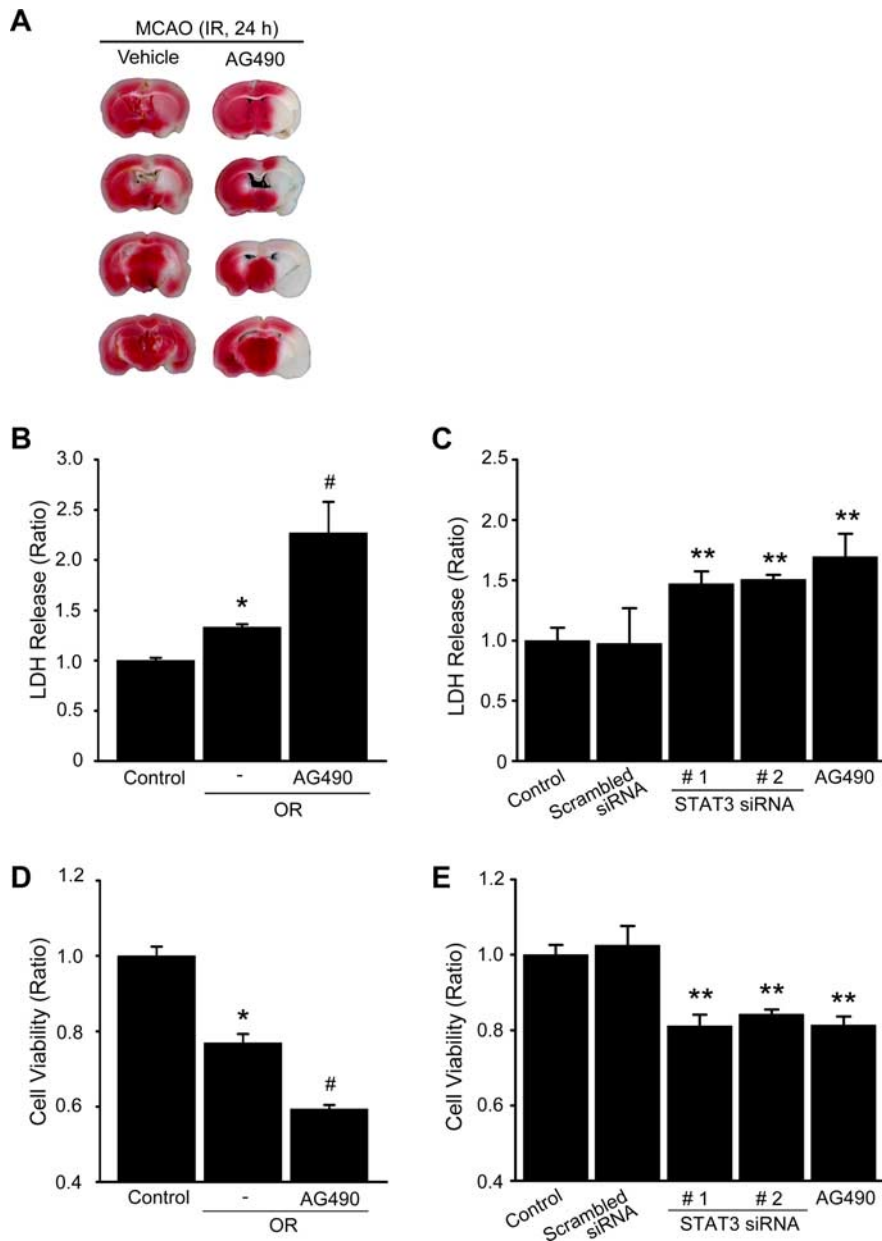 A
MCAO (IR, 24 h)
Vehicle AG490
B
LDH Release (Ratio)
3.0
2.5
2.0
1.5
1.0
0.5
0
*
#
Control - AG490
OR
C
LDH Release (Ratio)
2.5
2.0
1.5
1.0
0.5
0
**
**
**
Control
Scrambled
siRNA
# 1 # 2 AG490
STAT3 siRNA
D
Cell Viability (Ratio)
1.2
1.0
0.8
0.6
0.4
*
#
Control - AG490
OR
E
Cell Viability (Ratio)
1.2
1.0
0.8
0.6
0.4
**
**
**
Control
Scrambled
siRNA
# 1 # 2 AG490
STAT3 siRNA